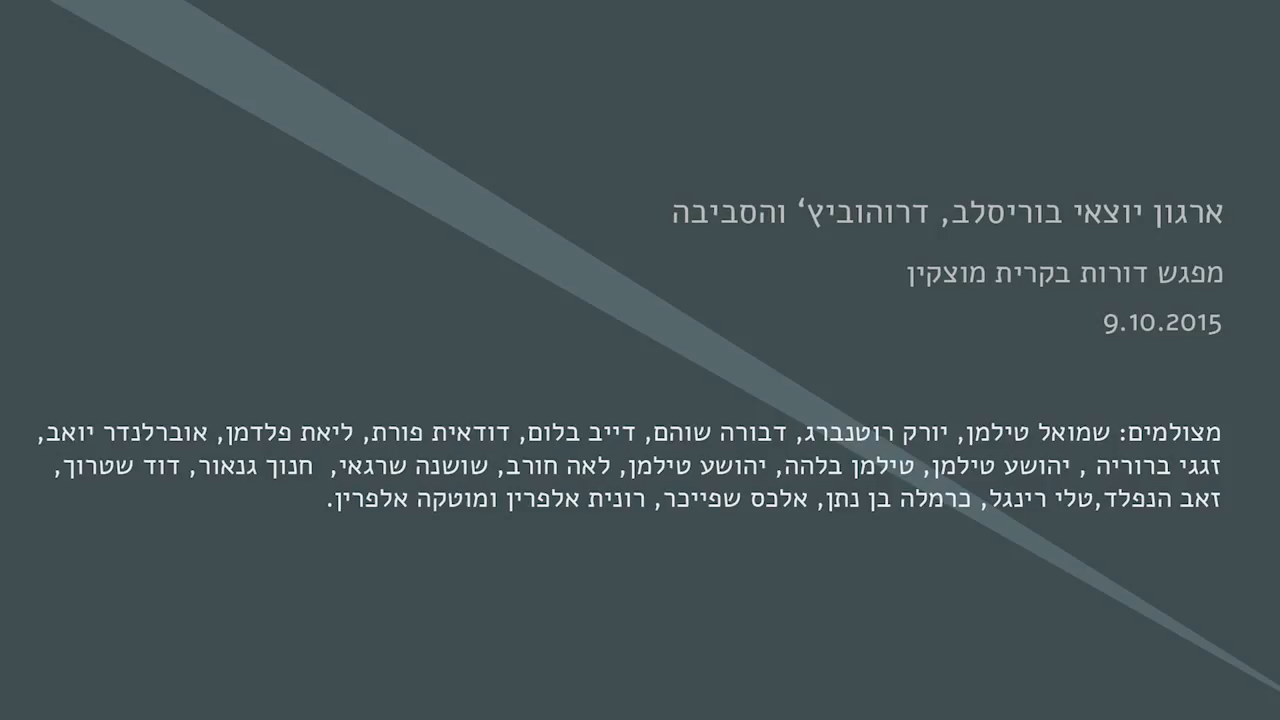 ארגון יוצאי בוריסלב, דרוהוביץ‘ והסביבה
מפגש דורות בקרית מוצקין
9.10.2015
מצולמים: שמואל טילמן, יורק רוטנברג, דבורה שוהם, דייב בלום, דודאית פורת, ליאת פלדמן, אוברלנדר יואב,
זגגי ברוריה , יהושע טילמן, טילמן בלהה, יהושע טילמן, לאה חורב, שושנה שרגאי,  חנוך גנאור, דוד שטרוך,
זאב הנפלד,טלי רינגל, כרמלה בן נתן, אלכס שפייכר, רונית אלפרין ומוטקה אלפרין.